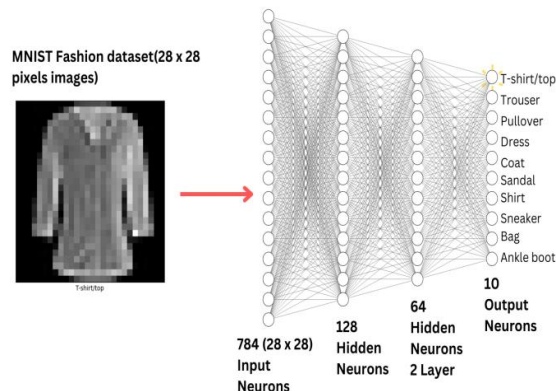 MNIST Fashion dataset(28 x 28
pixels images)
T-shirt/top
T-shirt/top
Trouser
Pullover
Dress
Coat
Sandal
Shirt
Sneaker
Bag
Ankle boot
784 (28 x 28)
Input
Neurons
128
Hidden
Neurons
64
Hidden
Neurons
2 Layer
10
Output
Neurons